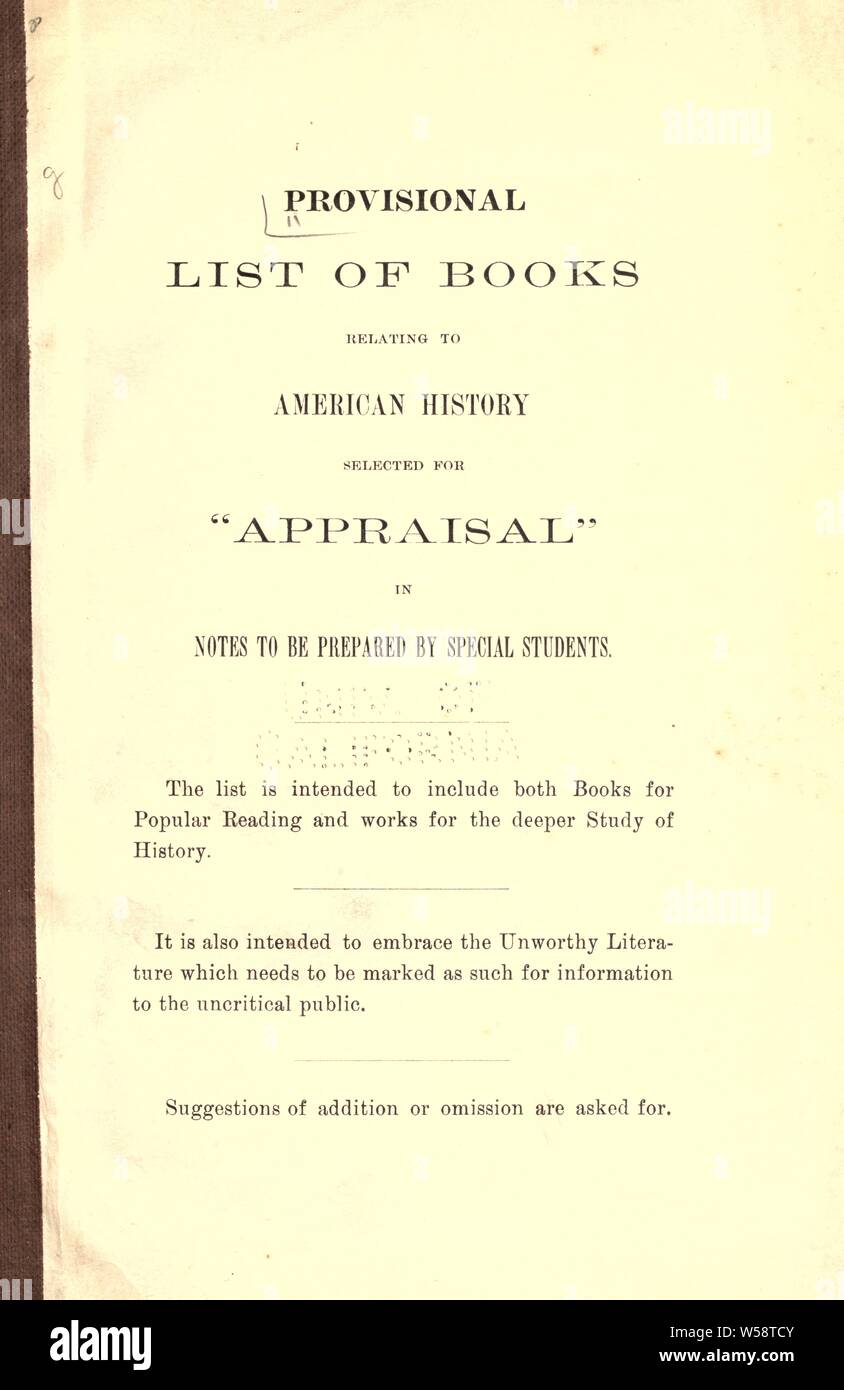 PROVISIONAL
LIST OF BOOKS
RELATING TO
AMERICAN HISTORY
SELECTED FOR
“APPRAISAL”
IN
NOTES TO BE PREPARED BY SPECIAL STUDENTS.
The list is intended to include both Books for
Popular Reading and works for the deeper Study of
History.
It is also intended to embrace the Unworthy Litera-
ture which needs to be marked as such for information
to the uncritical public.
Suggestions of addition or omission are asked for.
alamy
Image ID: W58TCY
www.alamy.com